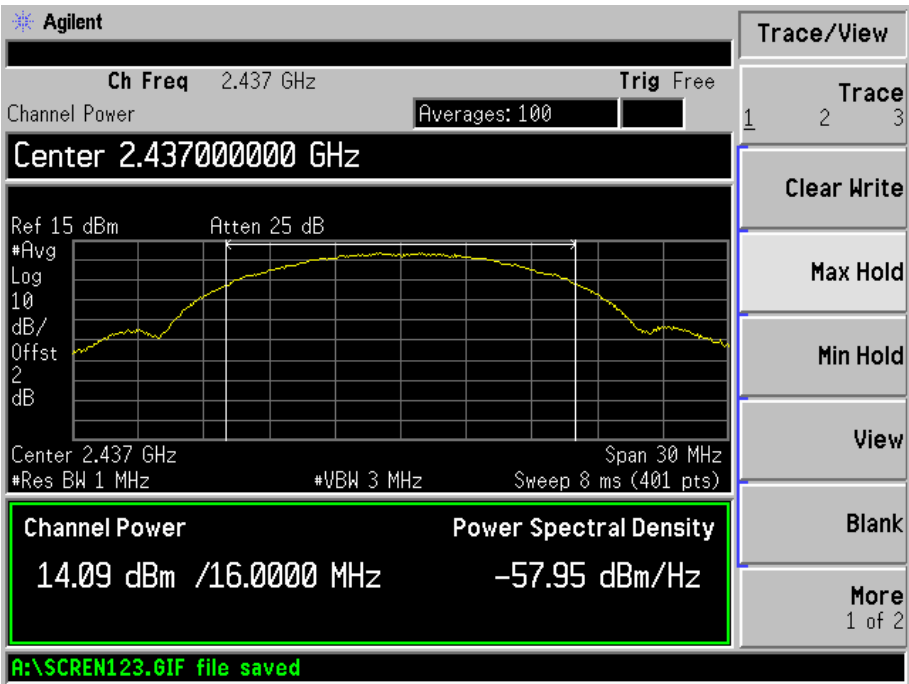 Agilent
Trace/View
Ch Freq 2.437 GHz Trig Free
Channel Power Averages: 100
Center 2.437000000 GHz
Ref 15 dBm Atten 25 dB
#Avg
Log
10
dB/
Offst
2
dB
Center 2.437 GHz Span 30 MHz
#Res BW 1 MHz #VBW 3 MHz Sweep 8 ms (401 pts)
Channel Power Power Spectral Density
14.09 dBm /16.0000 MHz -57.95 dBm/Hz
A:\SCREN123.GIF file saved
Trace
1 2 3
Clear Write
Max Hold
Min Hold
View
Blank
More
1 of 2